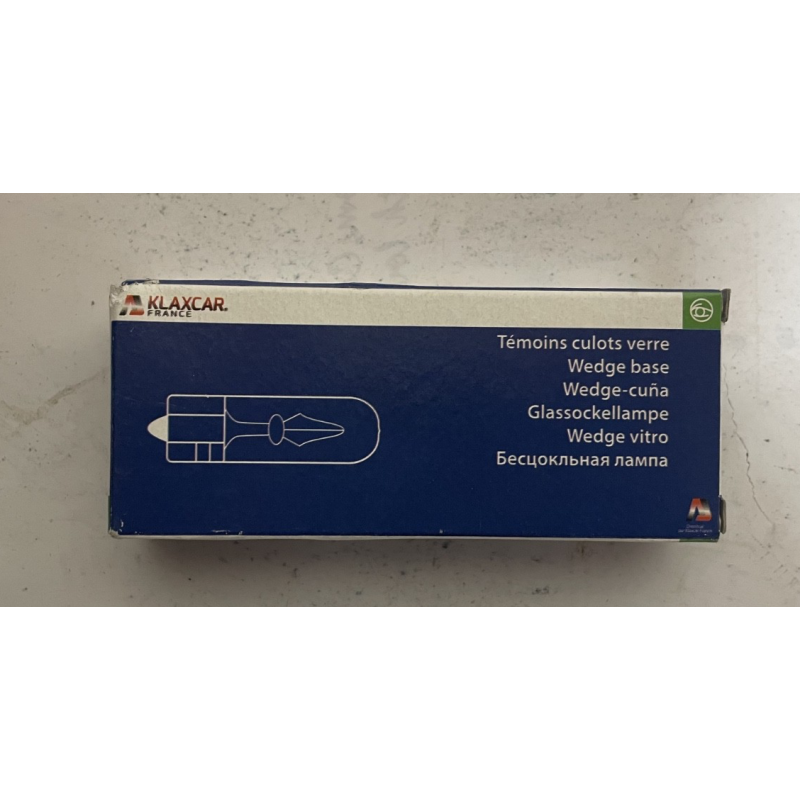 KLAXCAR.
FRANCE
Témoins culots verre
Wedge base
Wedge-cuña
Glassockellampe
Wedge vitro
Бесцокльная лампа